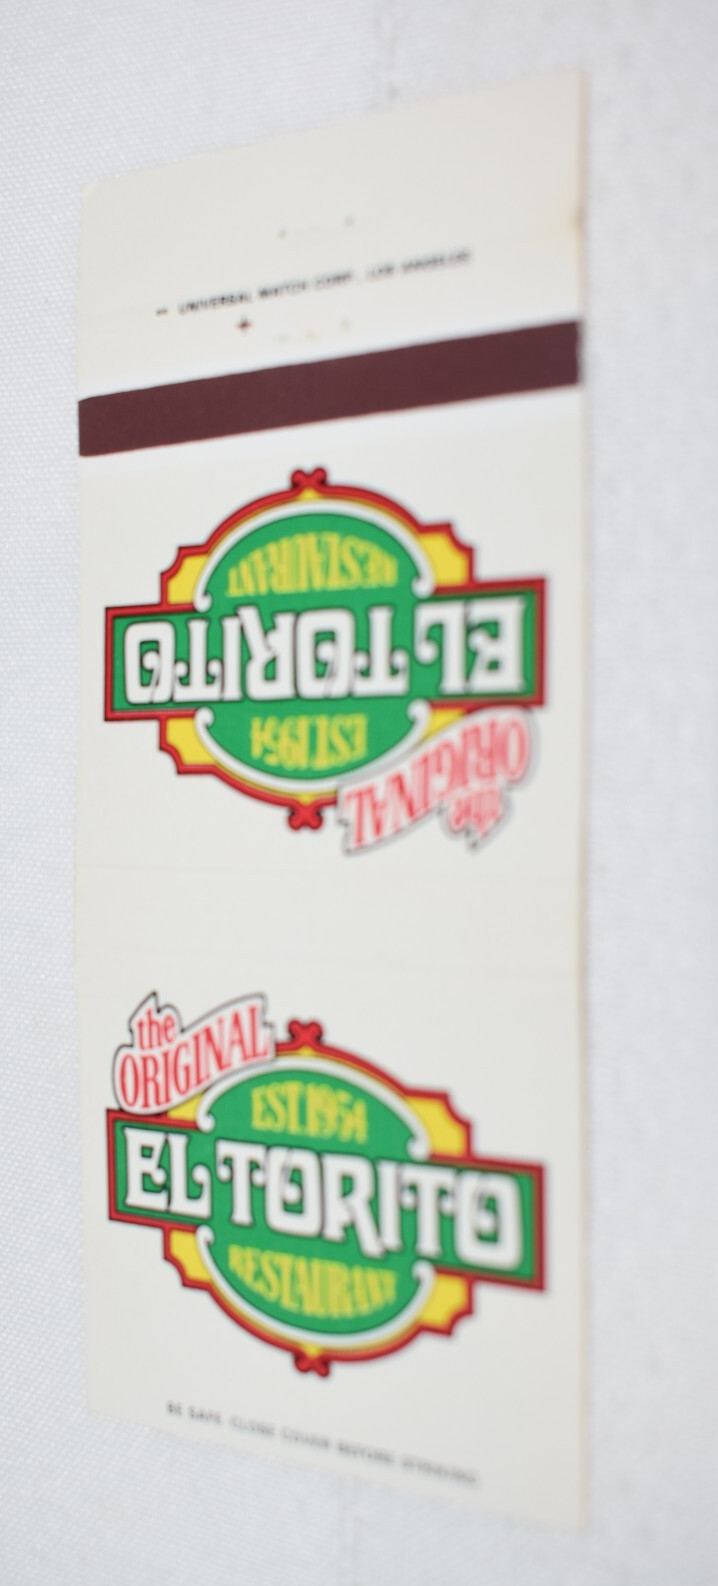 UNIVERSAL MATCH CORP., LOS ANGELES
the
ORIGINAL
EST.1954
EL TORITO
RESTAURANT
the
ORIGINAL
EST.1954
EL TORITO
RESTAURANT
BE SAFE CLOSE COVER BEFORE STRIKING